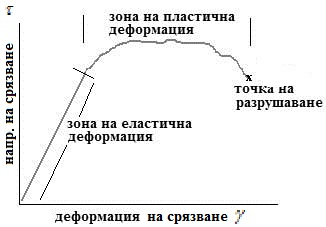 τ
зона на пластична
деформация
точка на
разрушаване
зона на еластична
деформация
напр. на срязване
деформация на срязване γ